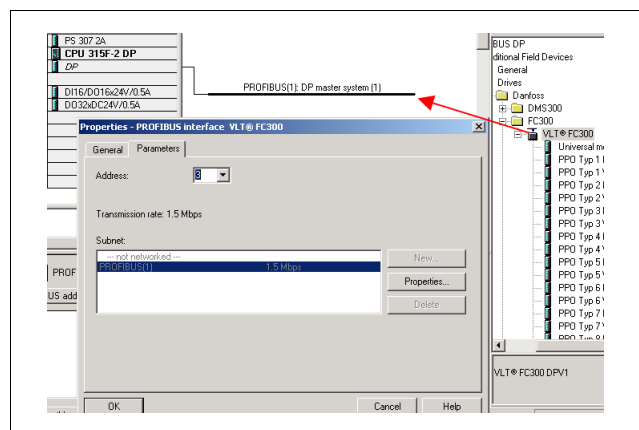 PS 307 2A
CPU 315F-2 DP
DP
DI16/DO16x24V/0.5A
DO32xDC24V/0.5A
PROFIBUS(1): DP master system (1)
BUS DP
ditional Field Devices
General
Drives
Danfoss
DMS300
FC300
VLT® FC300
Universal m
PPO Typ 1
PPO Typ 1
PPO Typ 2
PPO Typ 2
PPO Typ 3
PPO Typ 3
PPO Typ 4
PPO Typ 4
PPO Typ 5
PPO Typ 5
PPO Typ 6
PPO Typ 6
PPO Typ 7
PPO Typ 7
PPO Typ 8
VLT® FC300 DPV1
Properties - PROFIBUS interface VLT® FC300
General Parameters
Address: 3
Transmission rate: 1.5 Mbps
Subnet:
--- not networked ---
PROFIBUS(1) 1.5 Mbps
New...
Properties...
Delete
OK Cancel Help
PROF
US add